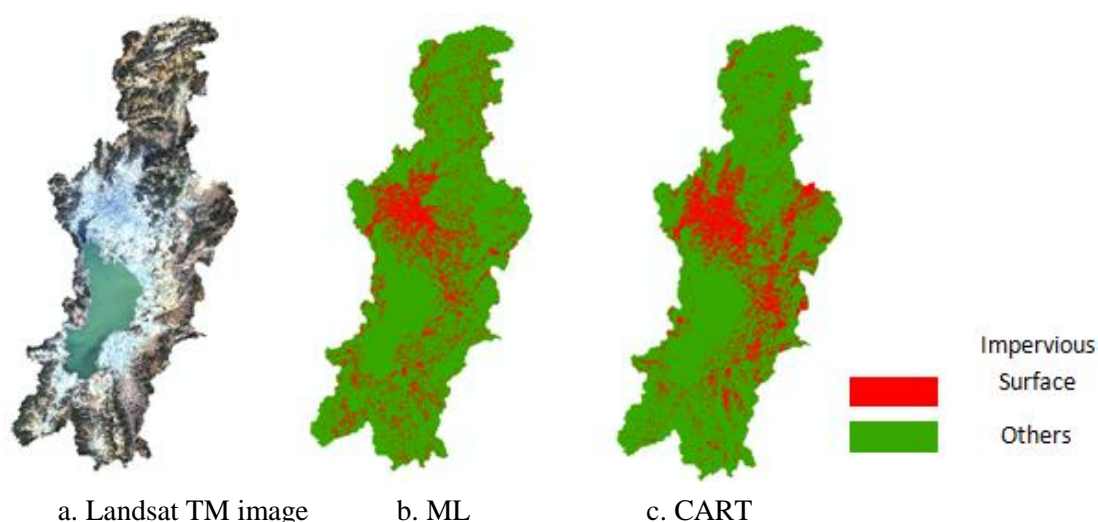 Impervious
Surface
Others
a. Landsat TM image
b. ML
c. CART